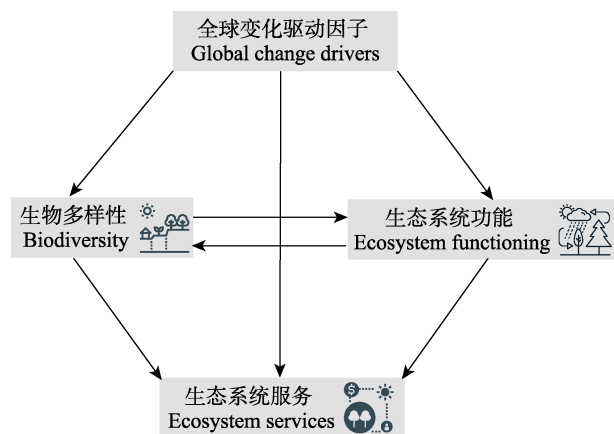 全球变化驱动因子
Global change drivers
生物多样性
Biodiversity
生态系统功能
Ecosystem functioning
生态系统服务
Ecosystem services
$